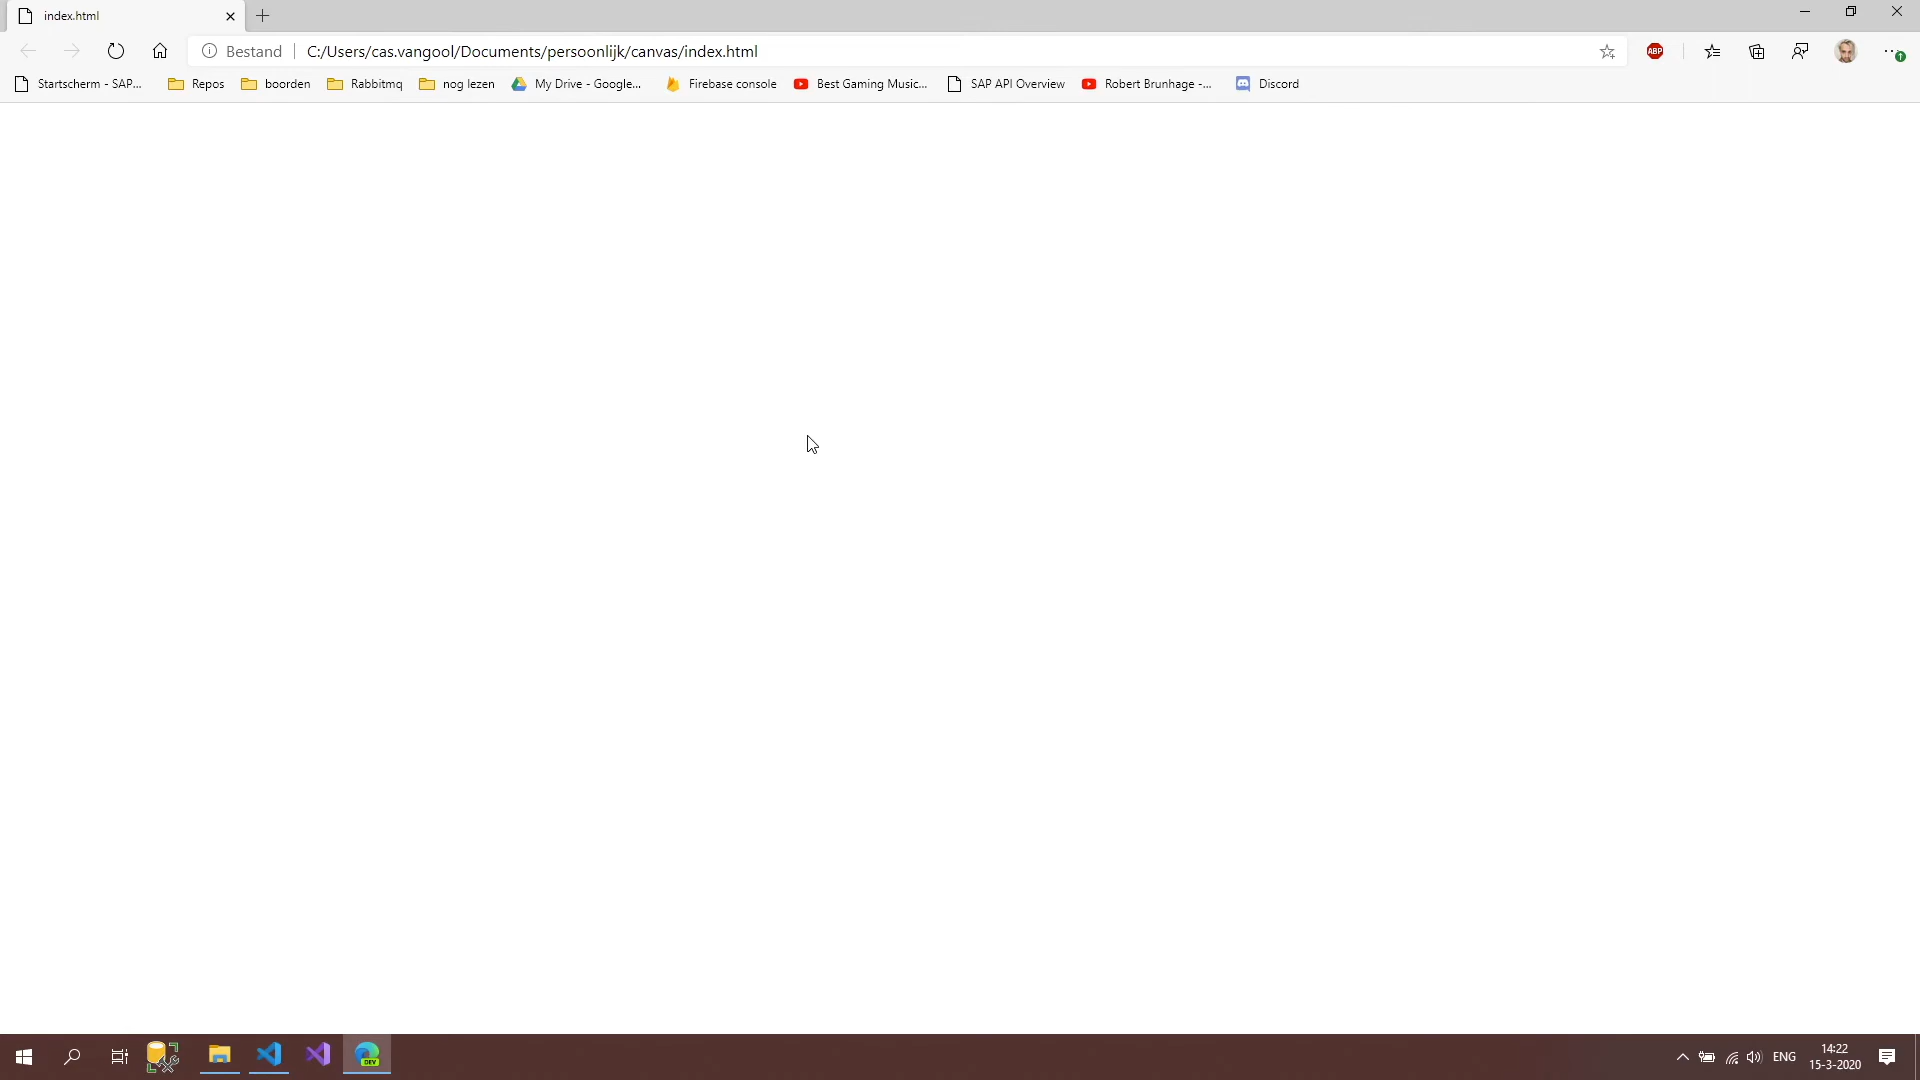 index.html
Bestand C:/Users/cas.vangool/Documents/persoonlijk/canvas/index.html
ABP
Startscherm - SAP... Repos boorden Rabbitmq nog lezen My Drive - Google... Firebase console Best Gaming Music... SAP API Overview Robert Brunhage -... Discord
DEV
ENG
14:22
15-3-2020